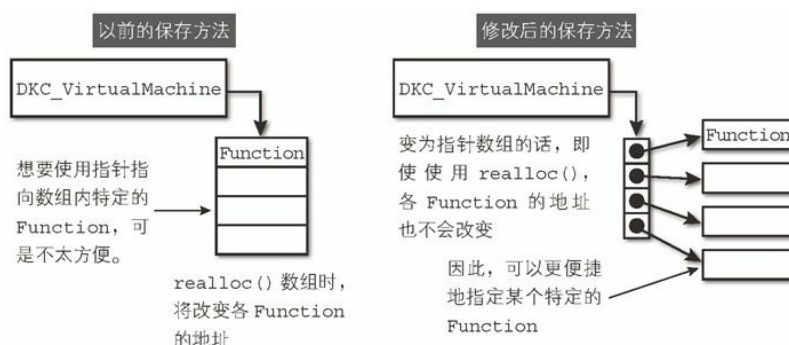 以前的保存方法
DKC_VirtualMachine
Function
想要使用指针指
向数组内特定的
Function，可
是不太方便。
realloc() 数组时，
将改变各 Function
的地址
修改后的保存方法
DKC_VirtualMachine
变为指针数组的话，即
使 使 用 realloc()，
各 Function 的地址
也不会改变
Function
因此，可以更便捷
地指定某个特定的
Function